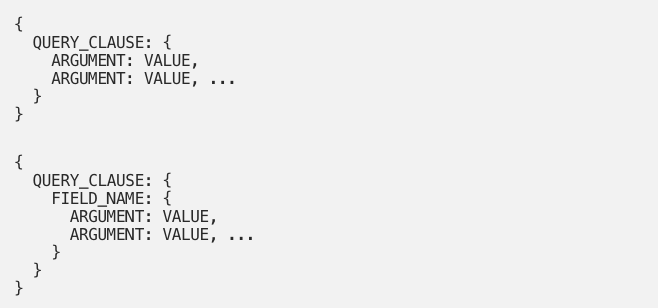 {
  QUERY_CLAUSE: {
    ARGUMENT: VALUE,
    ARGUMENT: VALUE, ...
  }
}
{
  QUERY_CLAUSE: {
    FIELD_NAME: {
      ARGUMENT: VALUE,
      ARGUMENT: VALUE, ...
    }
  }
}